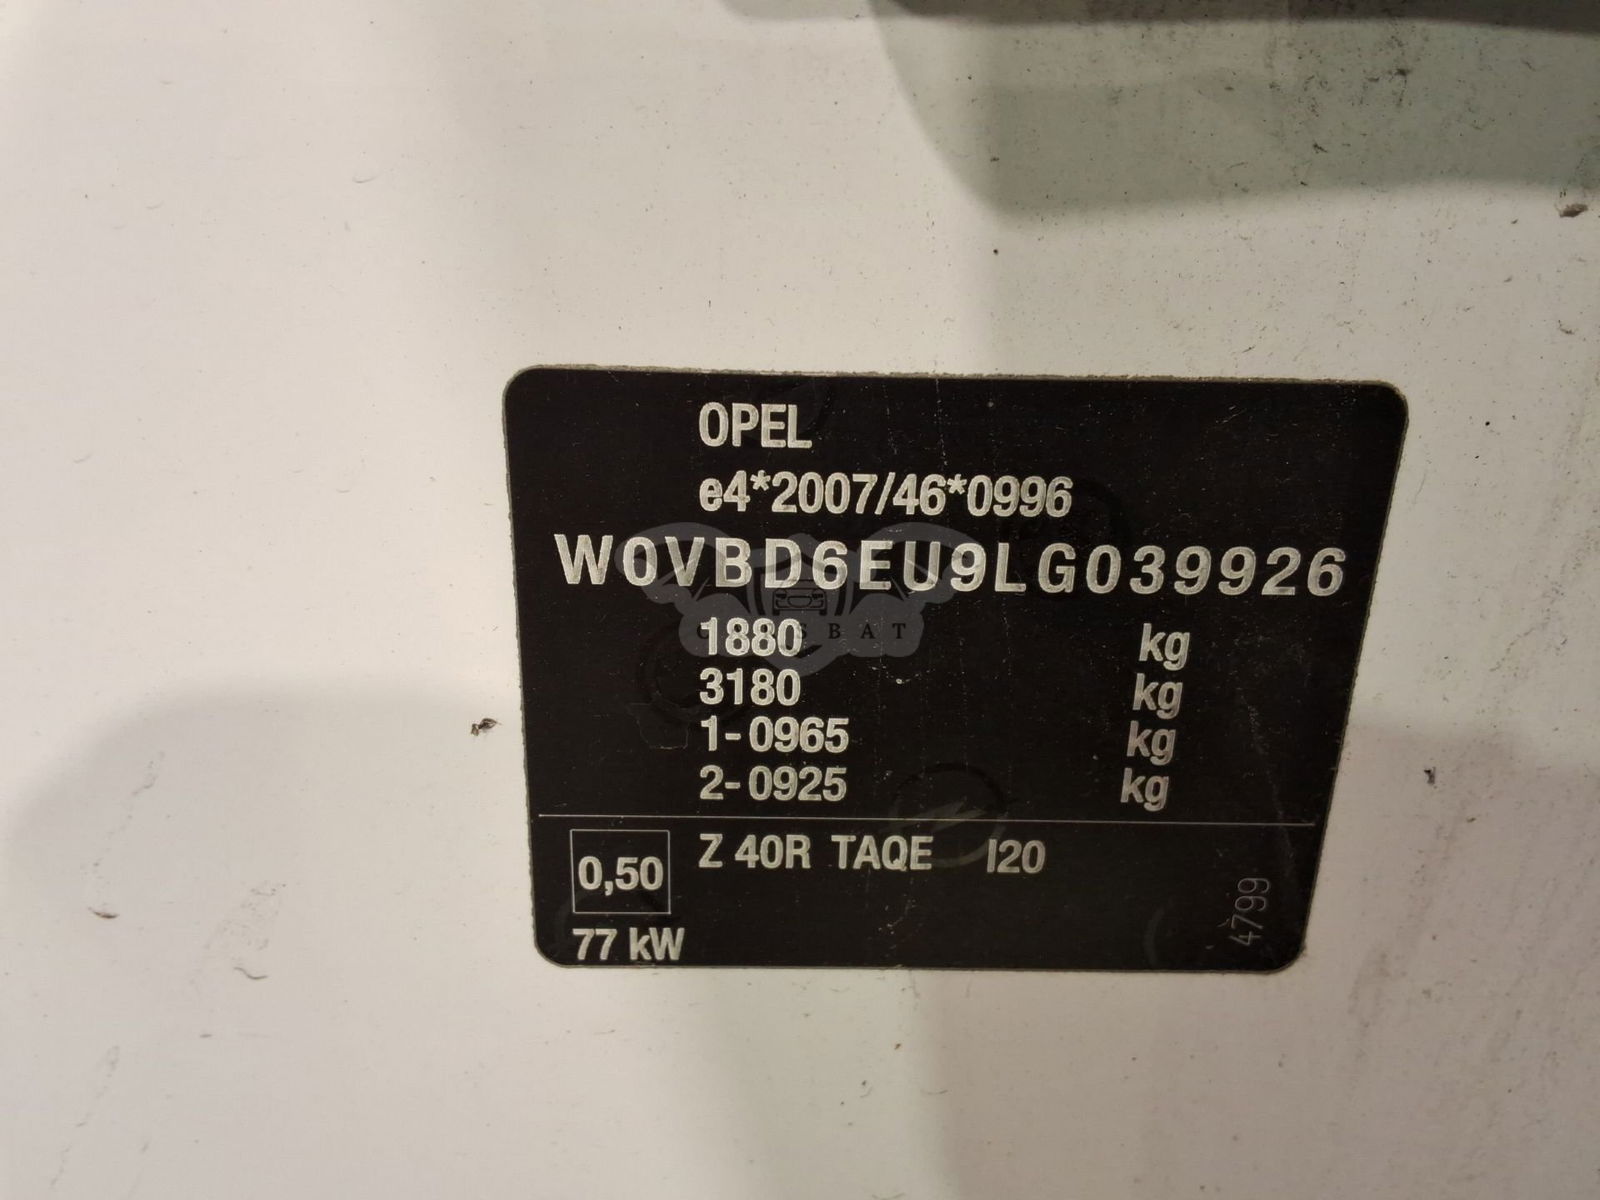 OPEL
e4*2007/46*0996
W0VBD6EU9LG039926
1880 kg
3180 kg
1-0965 kg
2-0925 kg
0,50 Z 40R TAQE I20
77 kW
4799